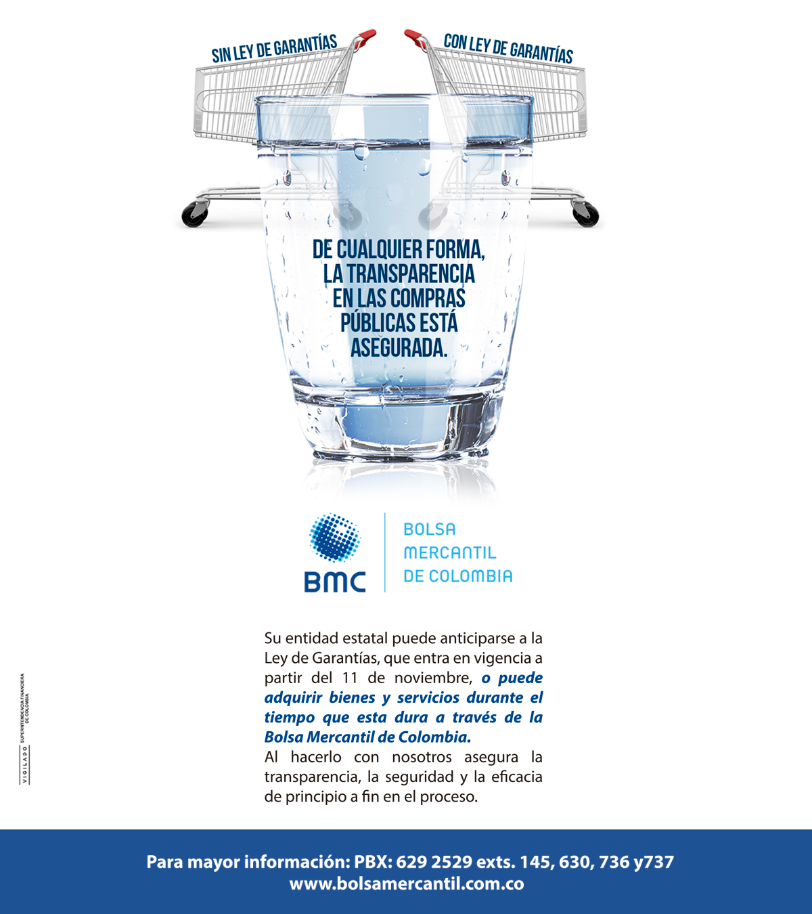 SIN LEY DE GARANTÍAS
CON LEY DE GARANTÍAS
DE CUALQUIER FORMA,
LA TRANSPARENCIA
EN LAS COMPRAS
PÚBLICAS ESTÁ
ASEGURADA.
BMC
BOLSA
MERCANTIL
DE COLOMBIA
Su entidad estatal puede anticiparse a la
Ley de Garantías, que entra en vigencia a
partir del 11 de noviembre, o puede
adquirir bienes y servicios durante el
tiempo que esta dura a través de la
Bolsa Mercantil de Colombia.
Al hacerlo con nosotros asegura la
transparencia, la seguridad y la eficacia
de principio a fin en el proceso.
VIGILADO SUPERINTENDENCIA FINANCIERA
DE COLOMBIA
Para mayor información: PBX: 629 2529 exts. 145, 630, 736 y737
www.bolsamercantil.com.co